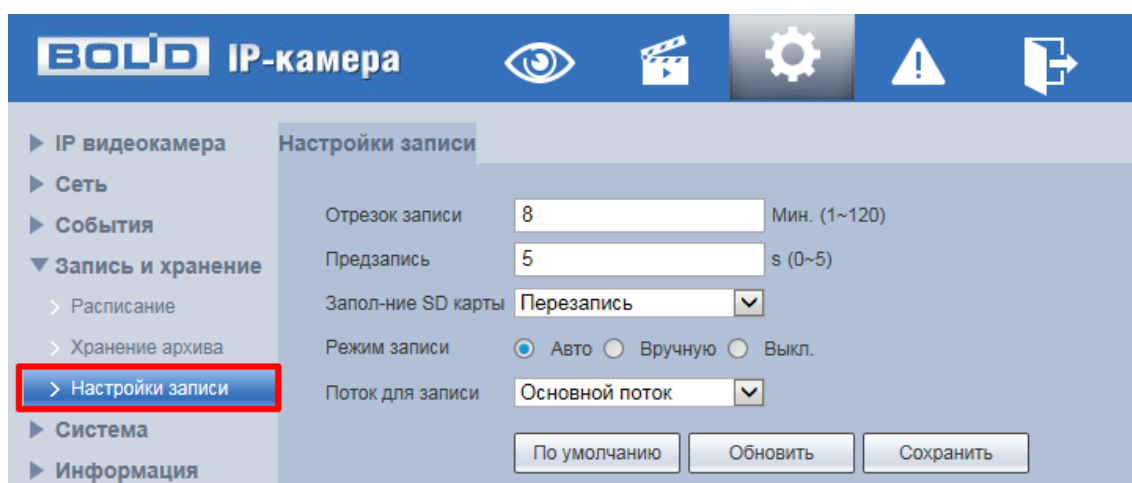 BOLID IP-камера
IP видеокамера
Сеть
События
Запись и хранение
Расписание
Хранение архива
Настройки записи
Система
Информация
Настройки записи
Отрезок записи 8 Мин. (1~120)
Предзапись 5 s (0~5)
Запол-ние SD карты Перезапись
Режим записи Авто Вручную Выкл.
Поток для записи Основной поток
По умолчанию Обновить Сохранить